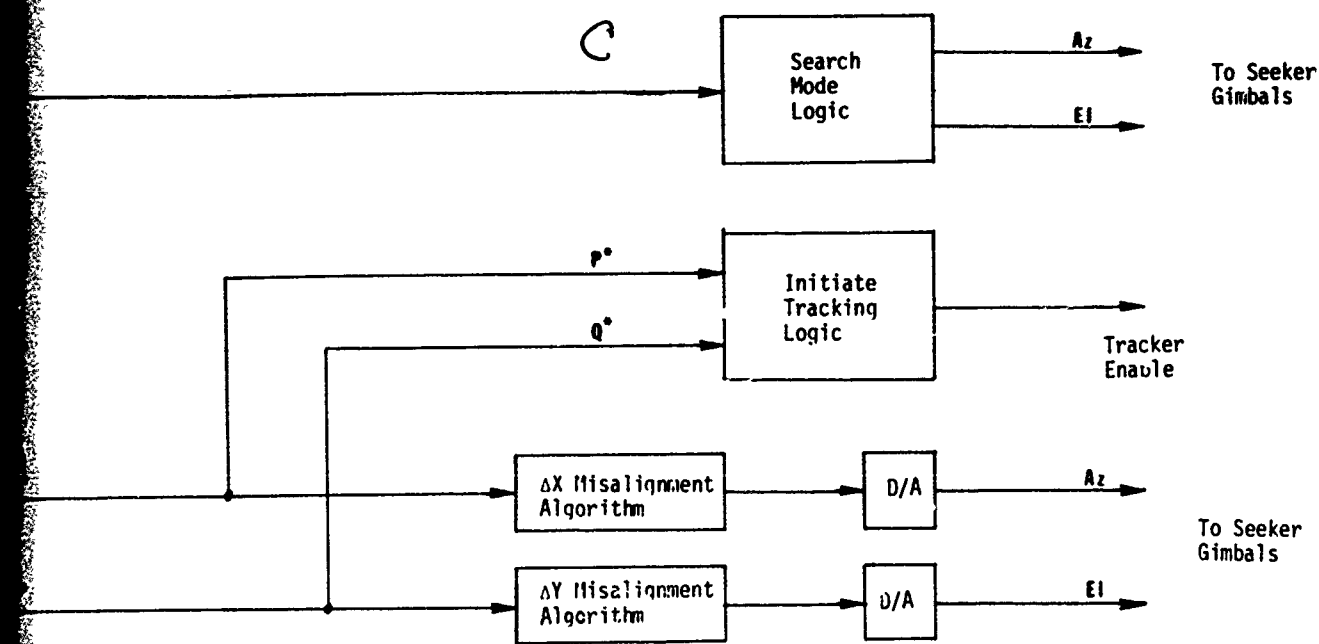 C
Az
Search
Mode
Logic
To Seeker
Gimbals
El
P*
Initiate
Tracking
Logic
Q*
Tracker
Enable
ΔX Misalignment
Algorithm
D/A
Az
To Seeker
Gimbals
ΔY Misalignment
Algorithm
D/A
El